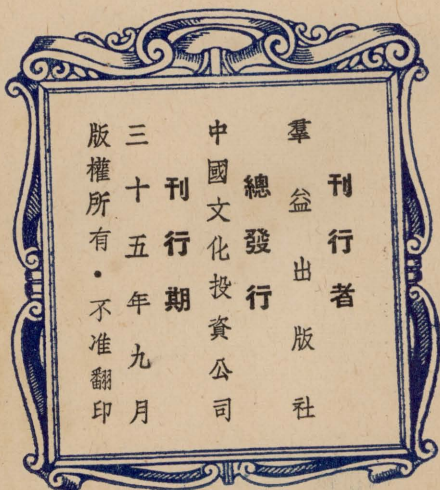 刊行者
羣益出版社
總發行
中國文化投資公司
刊行期
三十五年九月
版權所有·不准翻印